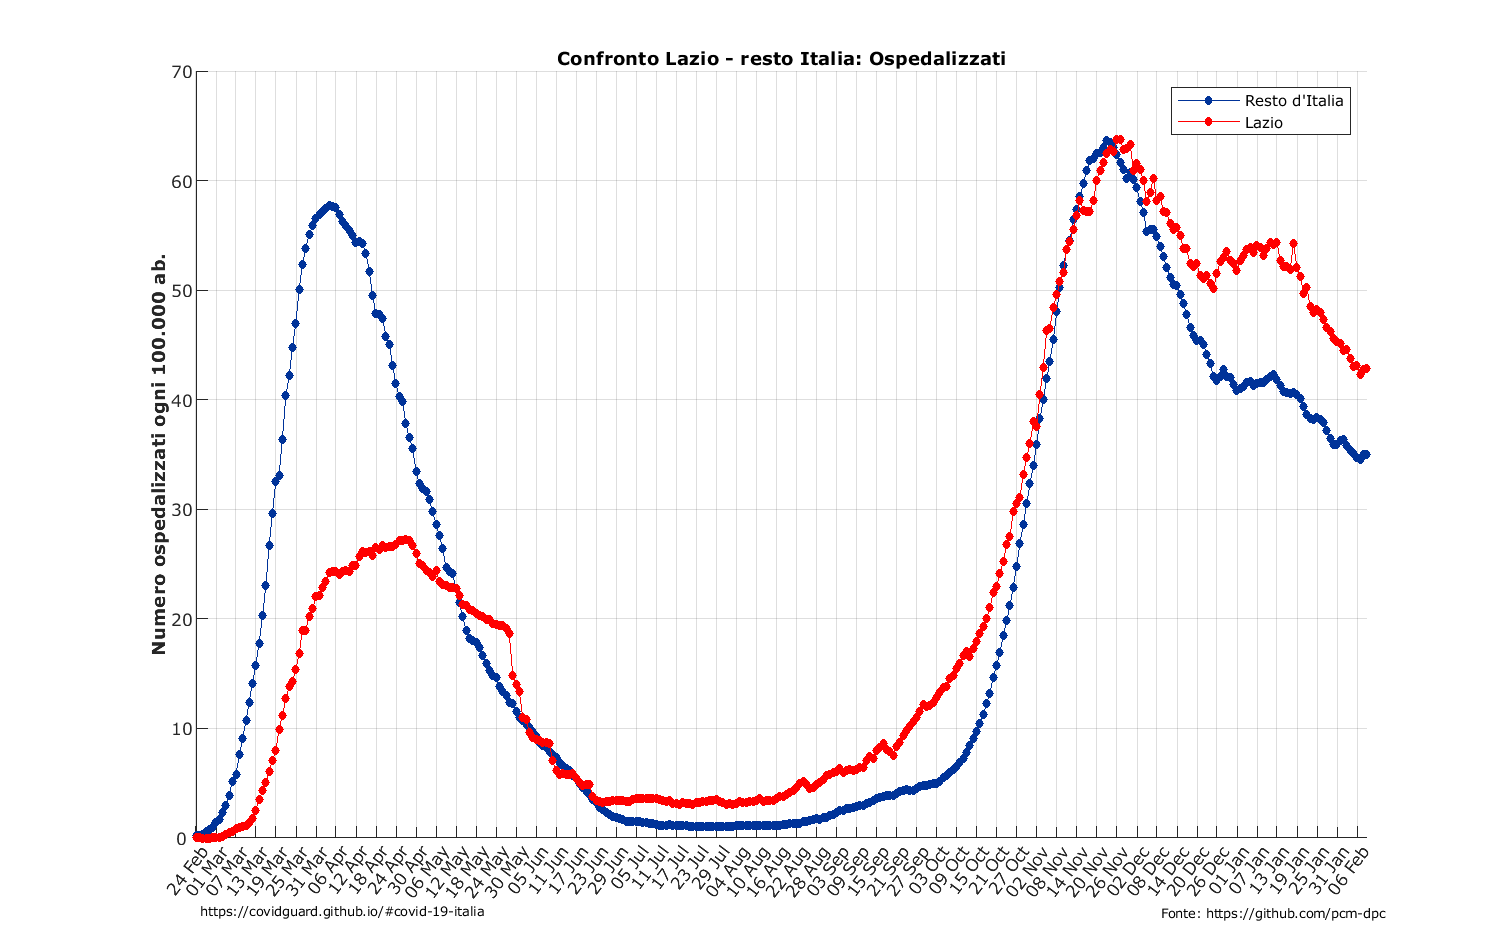 Confronto Lazio - resto Italia: Ospedalizzati
Resto d'Italia
Lazio
Numero ospedalizzati ogni 100.000 ab.
70
60
50
40
30
20
10
0
24 Feb
01 Mar
07 Mar
13 Mar
19 Mar
25 Mar
31 Mar
06 Apr
12 Apr
18 Apr
24 Apr
30 Apr
06 May
12 May
18 May
24 May
30 May
05 Jun
11 Jun
17 Jun
23 Jun
29 Jun
05 Jul
11 Jul
17 Jul
23 Jul
29 Jul
04 Aug
10 Aug
16 Aug
22 Aug
28 Aug
03 Sep
09 Sep
15 Sep
21 Sep
27 Sep
03 Oct
09 Oct
15 Oct
21 Oct
27 Oct
02 Nov
08 Nov
14 Nov
20 Nov
26 Nov
02 Dec
08 Dec
14 Dec
20 Dec
26 Dec
01 Jan
07 Jan
13 Jan
19 Jan
25 Jan
31 Jan
06 Feb
https://covidguard.github.io/#covid-19-italia
Fonte: https://github.com/pcm-dpc